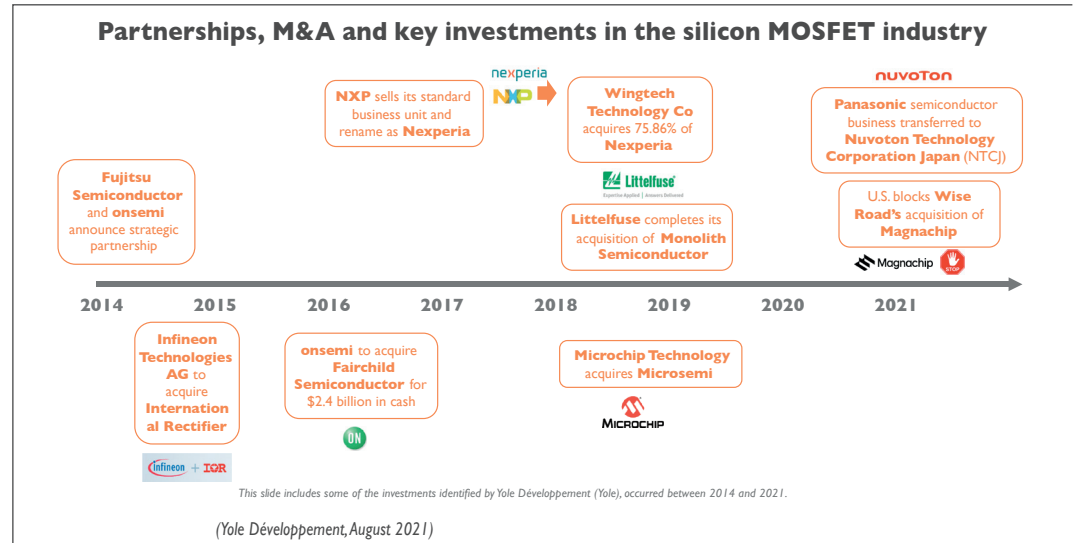 Partnerships, M&A and key investments in the silicon MOSFET industry
nexperia
NXP
NXP sells its standard
business unit and
rename as Nexperia
Wingtech
Technology Co
acquires 75.86% of
Nexperia
nuvoTon
Panasonic semiconductor
business transferred to
Nuvoton Technology
Corporation Japan (NTCJ)
Fujitsu
Semiconductor
and onsemi
announce strategic
partnership
Littelfuse®
Expertise Applied | Answers Delivered
Littelfuse completes its
acquisition of Monolith
Semiconductor
U.S. blocks Wise
Road's acquisition of
Magnachip
Magnachip
STOP
2014
2015
2016
2017
2018
2019
2020
2021
Infineon
Technologies
AG to
acquire
Internation
al Rectifier
infineon + IOR
onsemi to acquire
Fairchild
Semiconductor for
$2.4 billion in cash
ON
Microchip Technology
acquires Microsemi
MICROCHIP
This slide includes some of the investments identified by Yole Développement (Yole), occurred between 2014 and 2021.
(Yole Développement, August 2021)